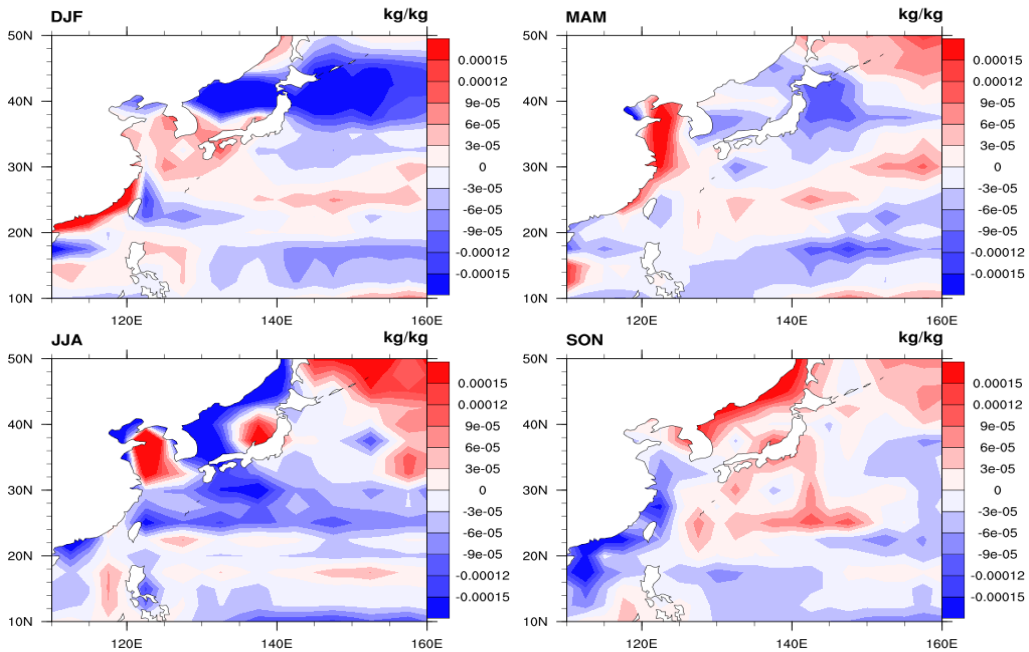 DJF kg/kg
50N
40N
30N
20N
10N
120E 140E 160E
0.00015
0.00012
9e-05
6e-05
3e-05
0
-3e-05
-6e-05
-9e-05
-0.00012
-0.00015
MAM kg/kg
50N
40N
30N
20N
10N
120E 140E 160E
0.00015
0.00012
9e-05
6e-05
3e-05
0
-3e-05
-6e-05
-9e-05
-0.00012
-0.00015
JJA kg/kg
50N
40N
30N
20N
10N
120E 140E 160E
0.00015
0.00012
9e-05
6e-05
3e-05
0
-3e-05
-6e-05
-9e-05
-0.00012
-0.00015
SON kg/kg
50N
40N
30N
20N
10N
120E 140E 160E
0.00015
0.00012
9e-05
6e-05
3e-05
0
-3e-05
-6e-05
-9e-05
-0.00012
-0.00015